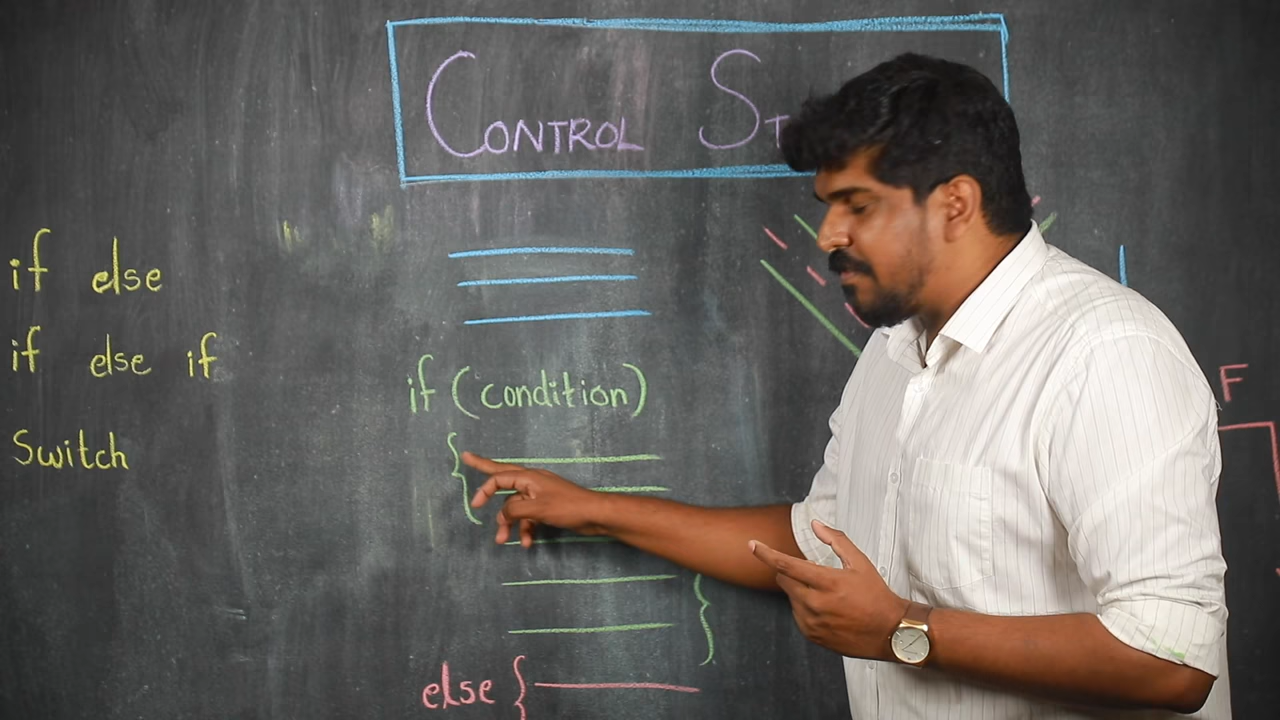 CONTROL ST
if else
if else if
Switch
if (condition)
{
}
else {
F